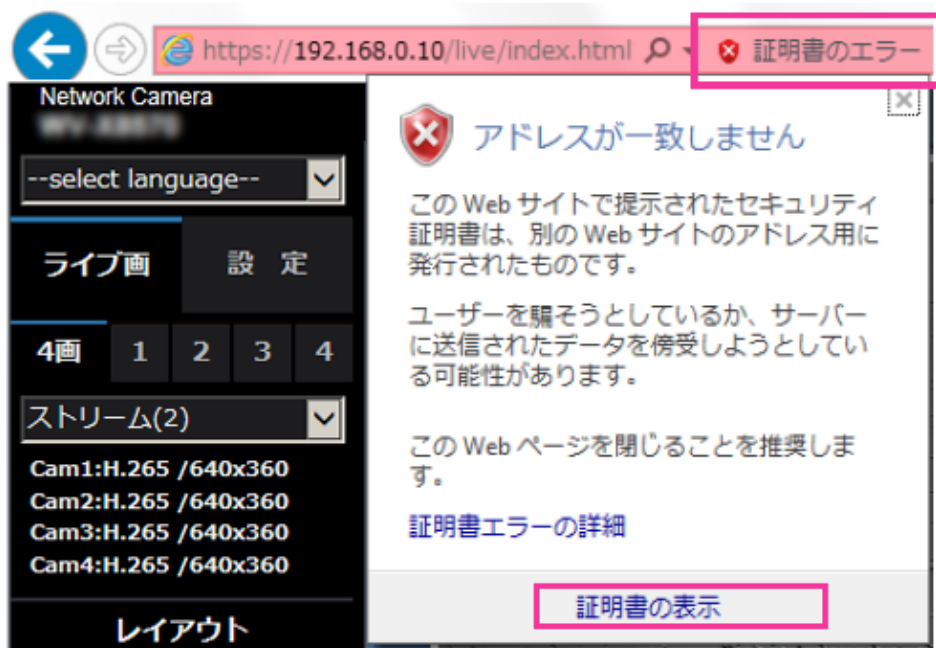 https://192.168.0.10/live/index.html
証明書のエラー
Network Camera
--select language--
ライブ画
設 定
4画 1 2 3 4
ストリーム(2)
Cam1:H.265 /640x360
Cam2:H.265 /640x360
Cam3:H.265 /640x360
Cam4:H.265 /640x360
レイアウト
アドレスが一致しません
この Web サイトで提示されたセキュリティ
証明書は、別の Web サイトのアドレス用に
発行されたものです。
ユーザーを騙そうとしているか、サーバー
に送信されたデータを傍受しようとしてい
る可能性があります。
この Web ページを閉じることを推奨しま
す。
証明書エラーの詳細
証明書の表示